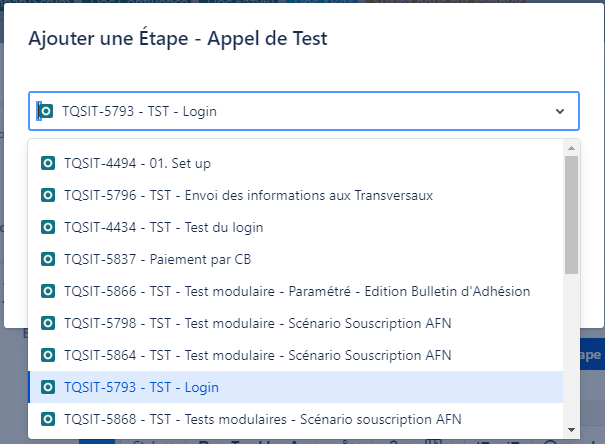 Ajouter une Étape - Appel de Test
TQSIT-5793 - TST - Login
TQSIT-4494 - 01. Set up
TQSIT-5796 - TST - Envoi des informations aux Transversaux
TQSIT-4434 - TST - Test du login
TQSIT-5837 - Paiement par CB
TQSIT-5866 - TST - Test modulaire - Paramétré - Edition Bulletin d'Adhésion
TQSIT-5798 - TST - Test modulaire - Scénario Souscription AFN
TQSIT-5864 - TST - Test modulaire - Scénario Souscription AFN
ape
TQSIT-5793 - TST - Login
TQSIT-5868 - TST - Tests modulaires - Scénario souscription AFN